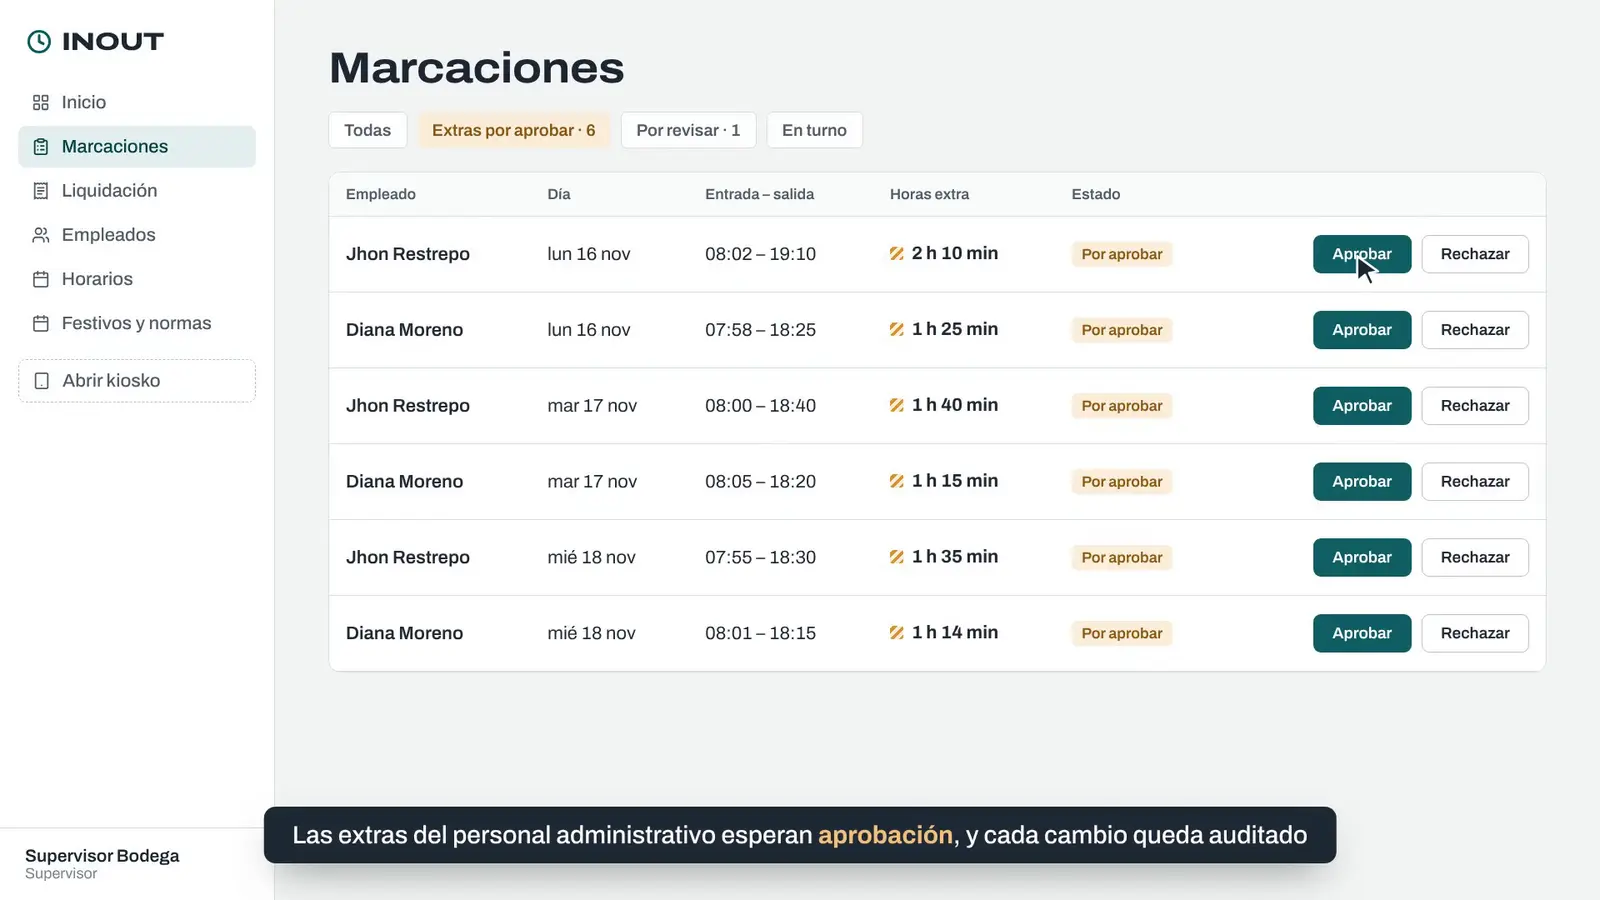 INOUT
Inicio
Marcaciones
Liquidación
Empleados
Horarios
Festivos y normas
Abrir kiosko
Supervisor Bodega
Supervisor
Marcaciones
Todas
Extras por aprobar · 6
Por revisar · 1
En turno
Empleado Día Entrada – salida Horas extra Estado
Jhon Restrepo lun 16 nov 08:02 – 19:10 2 h 10 min Por aprobar Aprobar Rechazar
Diana Moreno lun 16 nov 07:58 – 18:25 1 h 25 min Por aprobar Aprobar Rechazar
Jhon Restrepo mar 17 nov 08:00 – 18:40 1 h 40 min Por aprobar Aprobar Rechazar
Diana Moreno mar 17 nov 08:05 – 18:20 1 h 15 min Por aprobar Aprobar Rechazar
Jhon Restrepo mié 18 nov 07:55 – 18:30 1 h 35 min Por aprobar Aprobar Rechazar
Diana Moreno mié 18 nov 08:01 – 18:15 1 h 14 min Por aprobar Aprobar Rechazar
Las extras del personal administrativo esperan aprobación, y cada cambio queda auditado